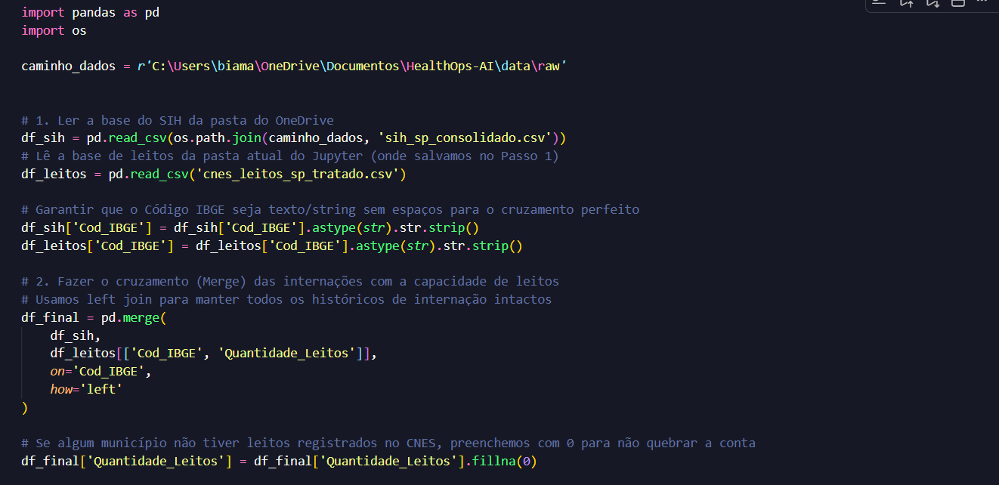 import pandas as pd
import os
caminho_dados = r'C:\Users\biama\OneDrive\Documentos\HealthOps-AI\data\raw'
# 1. Ler a base do SIH da pasta do OneDrive
df_sih = pd.read_csv(os.path.join(caminho_dados, 'sih_sp_consolidado.csv'))
# Lê a base de leitos da pasta atual do Jupyter (onde salvamos no Passo 1)
df_leitos = pd.read_csv('cnes_leitos_sp_tratado.csv')
# Garantir que o Código IBGE seja texto/string sem espaços para o cruzamento perfeito
df_sih['Cod_IBGE'] = df_sih['Cod_IBGE'].astype(str).str.strip()
df_leitos['Cod_IBGE'] = df_leitos['Cod_IBGE'].astype(str).str.strip()
# 2. Fazer o cruzamento (Merge) das internações com a capacidade de leitos
# Usamos left join para manter todos os históricos de internação intactos
df_final = pd.merge(
    df_sih,
    df_leitos[['Cod_IBGE', 'Quantidade_Leitos']],
    on='Cod_IBGE',
    how='left'
)
# Se algum município não tiver leitos registrados no CNES, preenchemos com 0 para não quebrar a conta
df_final['Quantidade_Leitos'] = df_final['Quantidade_Leitos'].fillna(0)